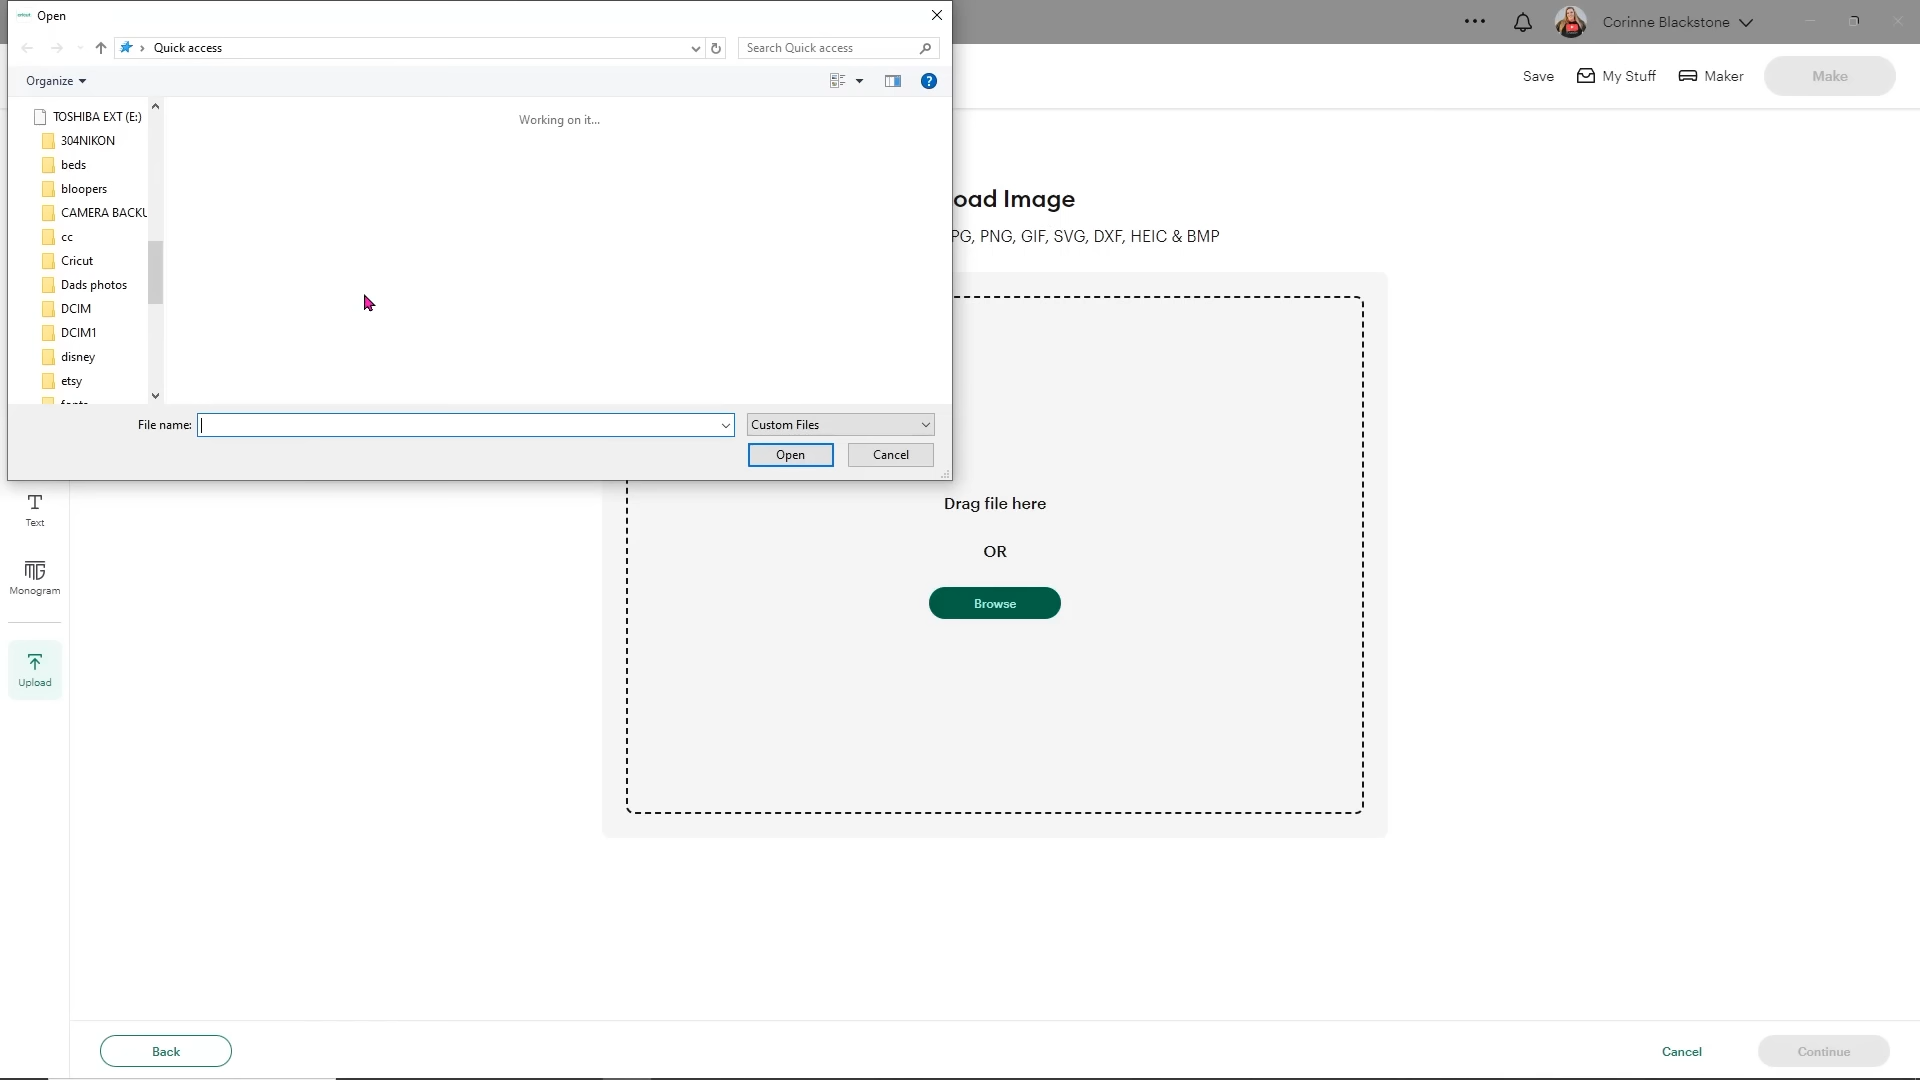 cricut Open
Corinne Blackstone
Quick access
Search Quick access
Organize
Save
My Stuff
Maker
Make
TOSHIBA EXT (E:)
Working on it...
304NIKON
beds
bloopers
CAMERA BACKU
cc
Cricut
Dads photos
DCIM
DCIM1
disney
etsy
fonts
oad Image
PG, PNG, GIF, SVG, DXF, HEIC & BMP
File name:
Custom Files
Open
Cancel
Text
Monogram
Upload
Drag file here
OR
Browse
Back
Cancel
Continue